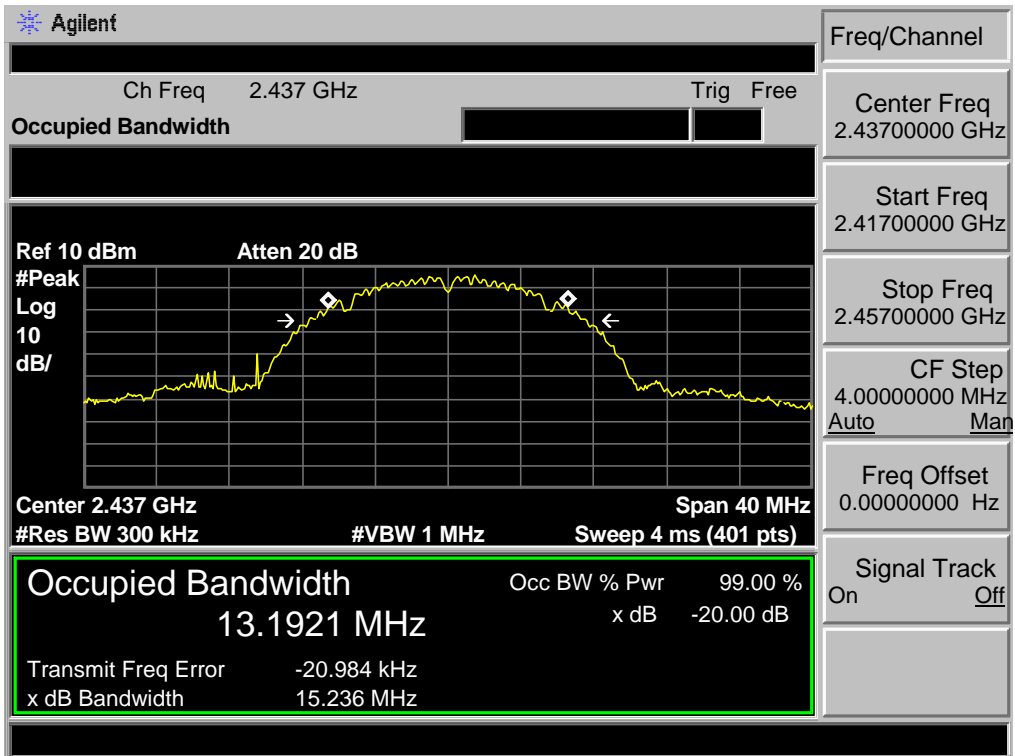 Agilent
Freq/Channel
Ch Freq 2.437 GHz Trig Free
Occupied Bandwidth
Center Freq
2.43700000 GHz
Start Freq
2.41700000 GHz
Stop Freq
2.45700000 GHz
CF Step
4.00000000 MHz
Auto Man
Freq Offset
0.00000000 Hz
Signal Track
On Off
Ref 10 dBm Atten 20 dB
#Peak
Log
10
dB/
Center 2.437 GHz Span 40 MHz
#Res BW 300 kHz #VBW 1 MHz Sweep 4 ms (401 pts)
Occupied Bandwidth Occ BW % Pwr 99.00 %
13.1921 MHz x dB -20.00 dB
Transmit Freq Error -20.984 kHz
x dB Bandwidth 15.236 MHz